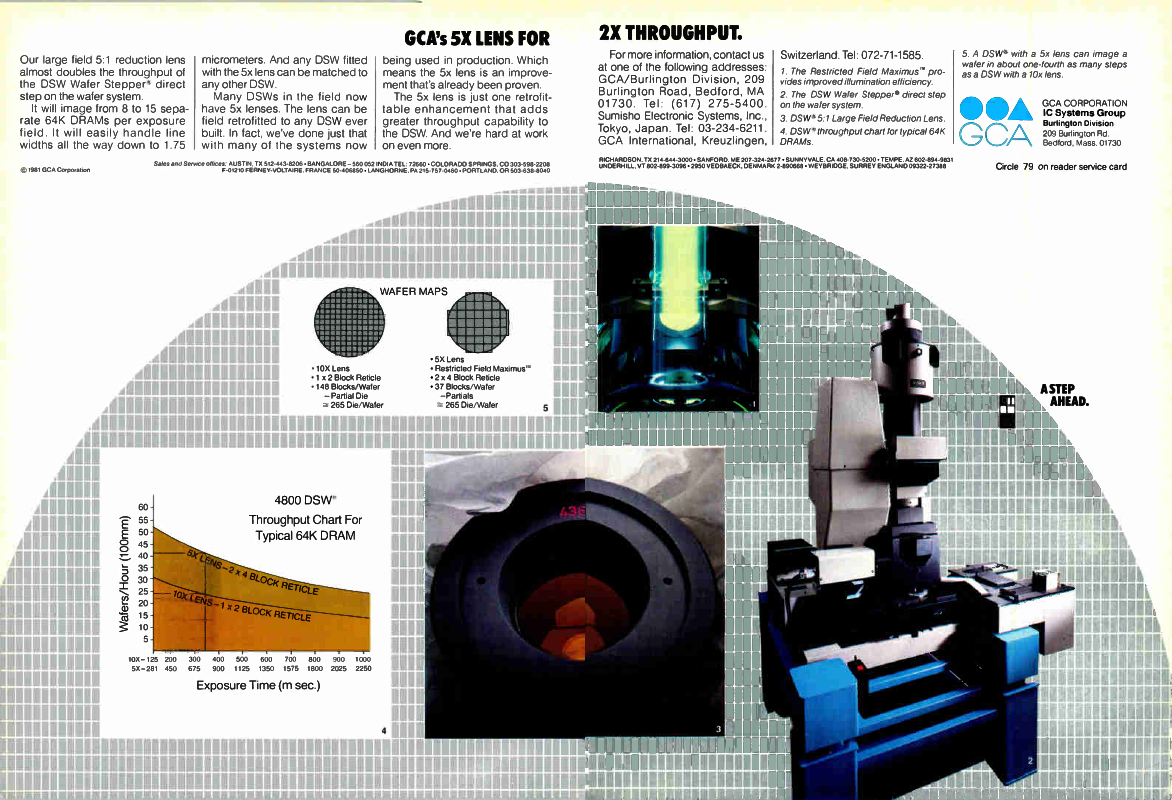 GCA's 5X LENS FOR
2X THROUGHPUT.
Our large field 5:1 reduction lens
almost doubles the throughput of
the DSW Wafer Stepper® direct
step on the wafer system.
It will image from 8 to 15 sepa-
rate 64K DRAMs per exposure
field. It will easily handle line
widths all the way down to 1.75
micrometers. And any DSW fitted
with the 5x lens can be matched to
any other DSW.
Many DSWs in the field now
have 5x lenses. The lens can be
field retrofitted to any DSW ever
built. In fact, we've done just that
with many of the systems now
being used in production. Which
means the 5x lens is an improve-
ment that's already been proven.
The 5x lens is just one retrofit-
table enhancement that adds
greater throughput capability to
the DSW. And we're hard at work
on even more.
For more information, contact us
at one of the following addresses:
GCA/Burlington Division, 209
Burlington Road, Bedford, MA
01730. Tel: (617) 275-5400.
Sumisho Electronic Systems, Inc.,
Tokyo, Japan. Tel: 03-234-6211.
GCA International, Kreuzlingen,
Switzerland. Tel: 072-71-1585.
1. The Restricted Field Maximus™ pro-
vides improved illumination efficiency.
2. The DSW Wafer Stepper® direct step
on the wafer system.
3. DSW® 5:1 Large Field Reduction Lens.
4. DSW® throughput chart for typical 64K
DRAMs.
5. A DSW® with a 5x lens can image a
wafer in about one-fourth as many steps
as a DSW with a 10x lens.
GCA
GCA CORPORATION
IC Systems Group
Burlington Division
209 Burlington Rd.
Bedford, Mass. 01730
© 1981 GCA Corporation
Sales and Service offices: AUSTIN, TX 512-443-8206 • BANGALORE – 560 052 INDIA TEL: 72660 • COLORADO SPRINGS, CO 303-598-2208
F-01210 FERNEY-VOLTAIRE, FRANCE 50-406850 • LANGHORNE, PA 215-757-0450 • PORTLAND, OR 503-638-8040
RICHARDSON, TX 214-644-3000 • SANFORD, ME 207-324-2677 • SUNNYVALE, CA 408-730-5200 • TEMPE, AZ 602-894-9831
UNDERHILL, VT 802-899-3096 • 2950 VEDBAECK, DENMARK 2-890688 • WEYBRIDGE, SURREY ENGLAND 09322-27388
Circle 79 on reader service card
WAFER MAPS
• 10X Lens
• 1 x 2 Block Reticle
• 146 Blocks/Wafer
– Partial Die
≅ 265 Die/Wafer
• 5X Lens
• Restricted Field Maximus™
• 2 x 4 Block Reticle
• 37 Blocks/Wafer
– Partials
≅ 265 Die/Wafer
5
1
A STEP
AHEAD.
4800 DSW®
Throughput Chart For
Typical 64K DRAM
Wafers/Hour (100mm)
60
55
50
45
40
35
30
25
20
15
10
5
5X LENS – 2 x 4 BLOCK RETICLE
10X LENS – 1 x 2 BLOCK RETICLE
10X – 125 200 300 400 500 600 700 800 900 1000
5X – 281 450 675 900 1125 1350 1575 1800 2025 2250
Exposure Time (m sec.)
4
436
3
2